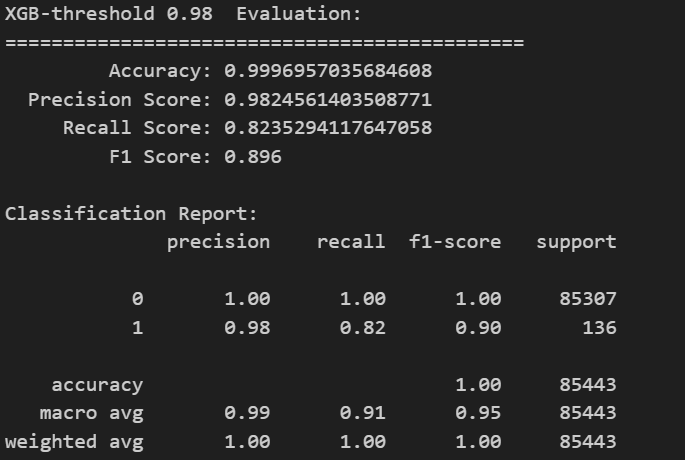 XGB-threshold 0.98  Evaluation:
=============================================
         Accuracy: 0.9996957035684608
  Precision Score: 0.9824561403508771
     Recall Score: 0.8235294117647058
         F1 Score: 0.896

Classification Report:
              precision    recall  f1-score   support

           0       1.00      1.00      1.00     85307
           1       0.98      0.82      0.90       136

    accuracy                           1.00     85443
   macro avg       0.99      0.91      0.95     85443
weighted avg       1.00      1.00      1.00     85443